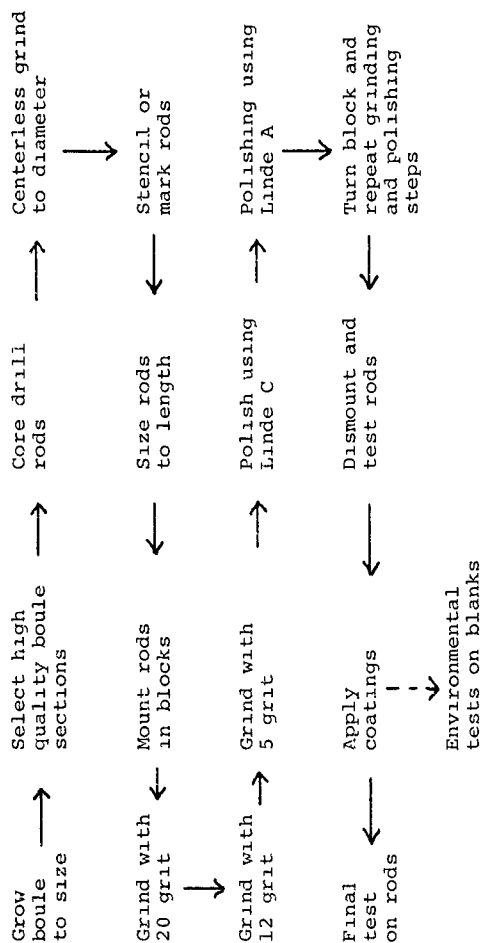 Grow
boule
to size
Select high
quality boule
sections
Core drill
rods
Centerless grind
to diameter
Stencil or
mark rods
Size rods
to length
Mount rods
in blocks
Grind with
20 grit
Grind with
12 grit
Grind with
5 grit
Polish using
Linde C
Polishing using
Linde A
Turn block and
repeat grinding
and polishing
steps
Dismount and
test rods
Apply
coatings
Environmental
tests on blanks
Final
test
on rods